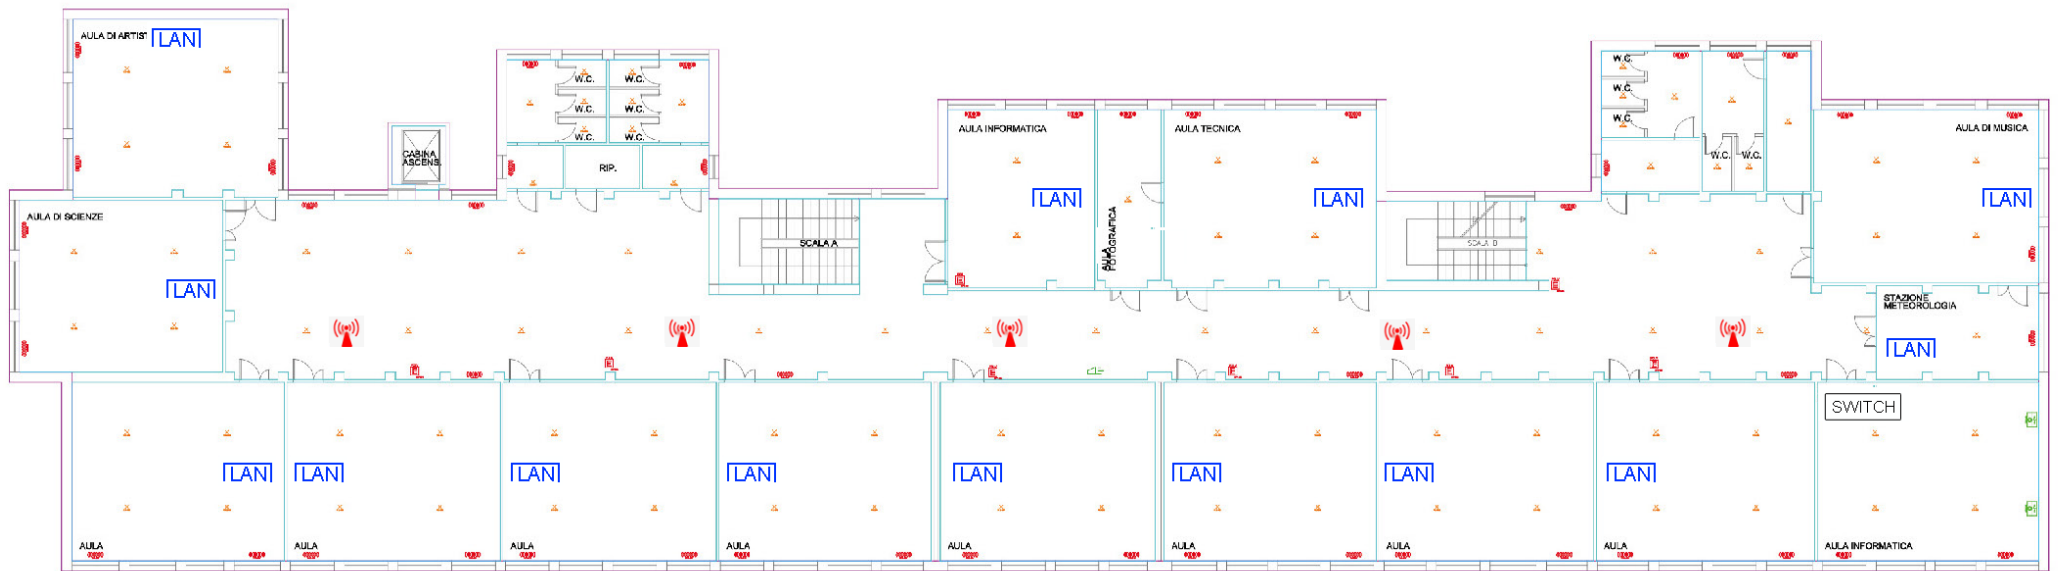 AULA DI ARTIST
LAN
W.C.
W.C.
W.C.
W.C.
W.C.
W.C.
CABINA
ASCENS.
RIP.
AULA INFORMATICA
LAN
AULA
FOTOGRAFICA
AULA TECNICA
LAN
W.C.
W.C.
W.C.
W.C.
W.C.
AULA DI MUSICA
LAN
AULA DI SCIENZE
LAN
SCALA A
STAZIONE
METEOROLOGIA
LAN
SWITCH
LAN
LAN
LAN
LAN
LAN
LAN
LAN
LAN
AULA
AULA
AULA
AULA
AULA
AULA
AULA
AULA
AULA INFORMATICA